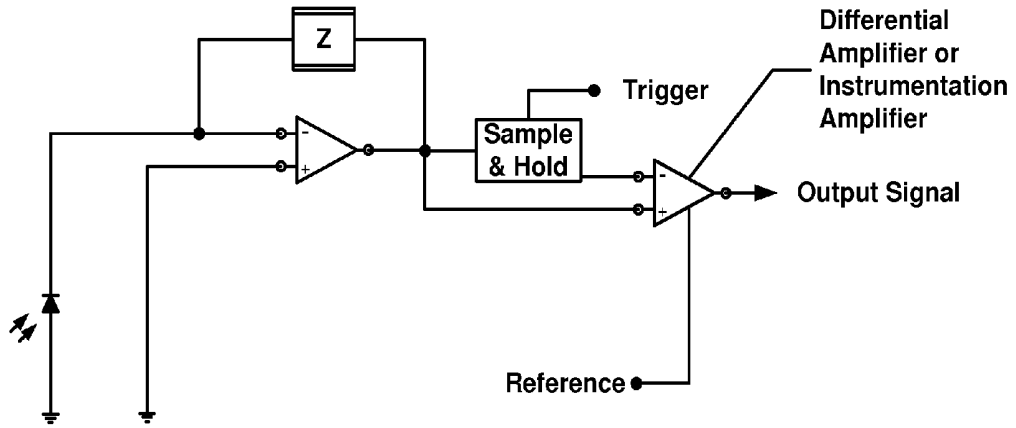 Z
Differential
Amplifier or
Instrumentation
Amplifier
Trigger
Sample
& Hold
-
+
-
+
Output Signal
Reference